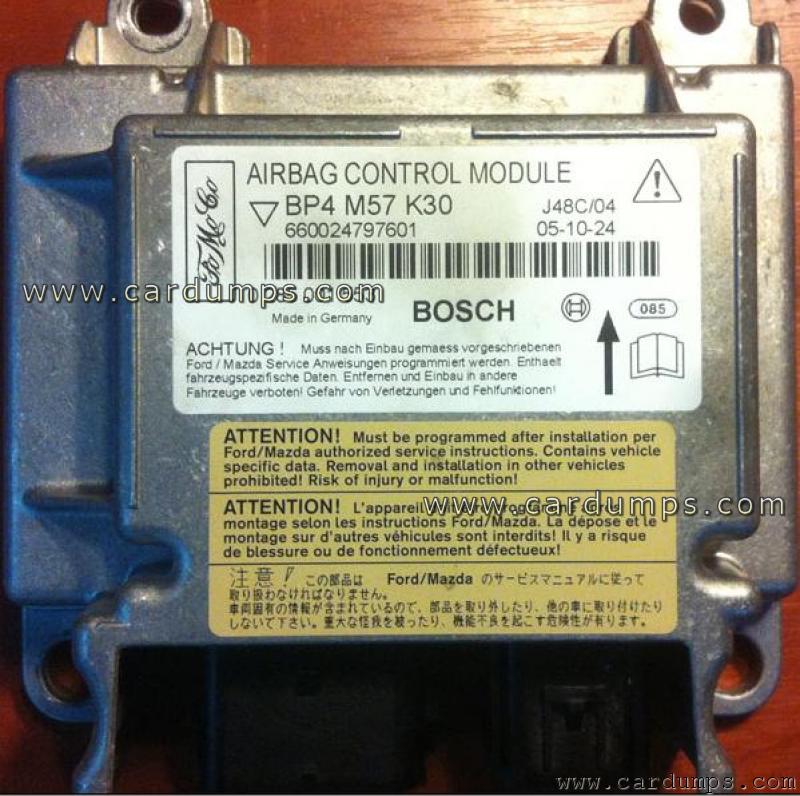 FoMoCo
AIRBAG CONTROL MODULE
BP4 M57 K30
J48C/04
660024797601
05-10-24
www.cardumps.com
Made in Germany
BOSCH
085
ACHTUNG ! Muss nach Einbau gemaess vorgeschriebenen
Ford / Mazda Service Anweisungen programmiert werden. Enthaelt
fahrzeugspezifische Daten. Entfernen und Einbau in andere
Fahrzeuge verboten! Gefahr von Verletzungen und Fehlfunktionen!
ATTENTION! Must be programmed after installation per
Ford/Mazda authorized service instructions. Contains vehicle
specific data. Removal and installation in other vehicles
prohibited! Risk of injury or malfunction!
ATTENTION! L'appareil
www.cardumps.com
montage selon les instructions Ford/Mazda. La dépose et le
montage sur d'autres véhicules sont interdits! Il y a risque
de blessure ou de fonctionnement défectueux!
注意! この部品は Ford/Mazda のサービスマニュアルに従って
取り扱わなければなりません。
車両固有の情報が含まれているので、部品を取り外したり、他の車に取り付けたり
しないで下さい。重大な怪我を被ったり、機能不良を起こす危険性が有ります。
www.cardumps.com